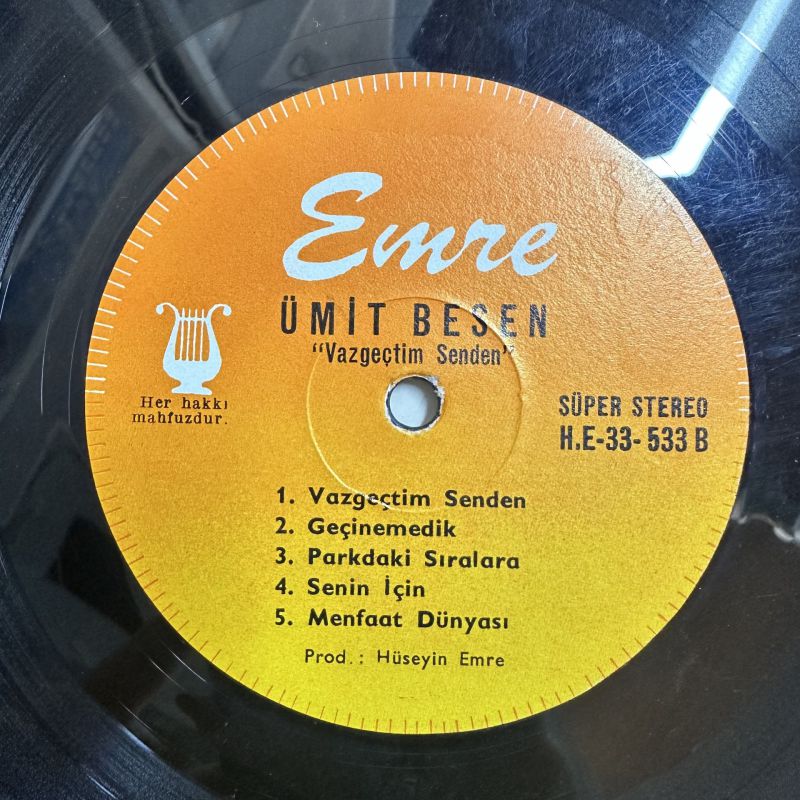 Emre
ÜMİT BESEN
"Vazgeçtim Senden"
Her hakkı
mahfuzdur.
SÜPER STEREO
H.E-33-533 B
1. Vazgeçtim Senden
2. Geçinemedik
3. Parkdaki Sıralara
4. Senin İçin
5. Menfaat Dünyası
Prod.: Hüseyin Emre